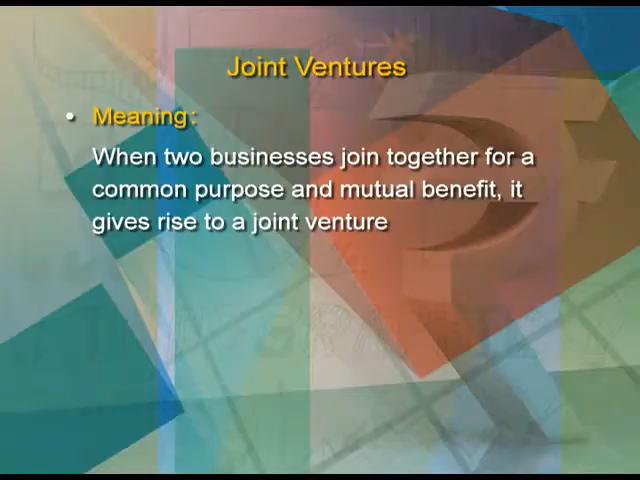 Joint Ventures
• Meaning:
When two businesses join together for a
common purpose and mutual benefit, it
gives rise to a joint venture